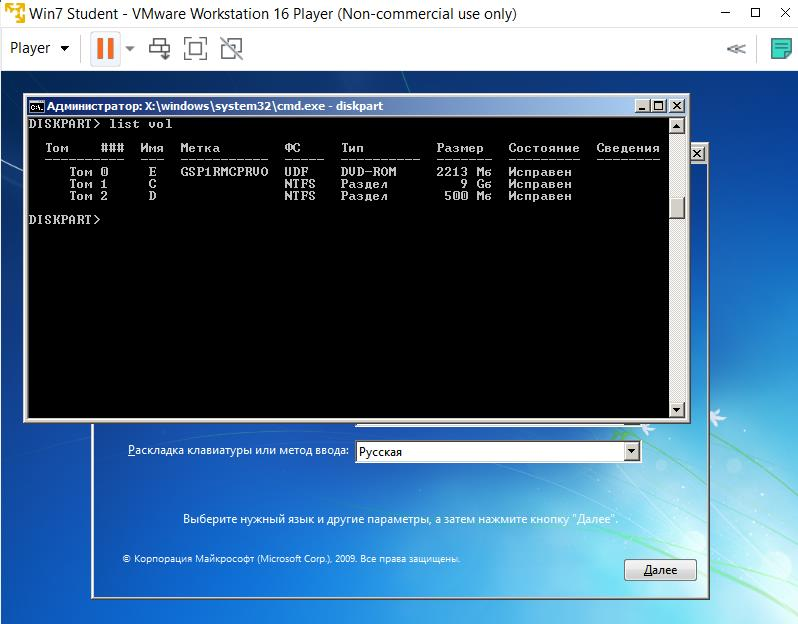 Win7 Student - VMware Workstation 16 Player (Non-commercial use only)
Player
Администратор: X:\windows\system32\cmd.exe - diskpart
DISKPART> list vol
Том ### Имя Метка ФС Тип Размер Состояние Сведения
Том 0 E GSP1RMCPRVO UDF DVD-ROM 2213 Мб Исправен
Том 1 C NTFS Раздел 9 Gб Исправен
Том 2 D NTFS Раздел 500 Мб Исправен
DISKPART>
Раскладка клавиатуры или метод ввода: Русская
Выберите нужный язык и другие параметры, а затем нажмите кнопку "Далее".
© Корпорация Майкрософт (Microsoft Corp.), 2009. Все права защищены.
Далее